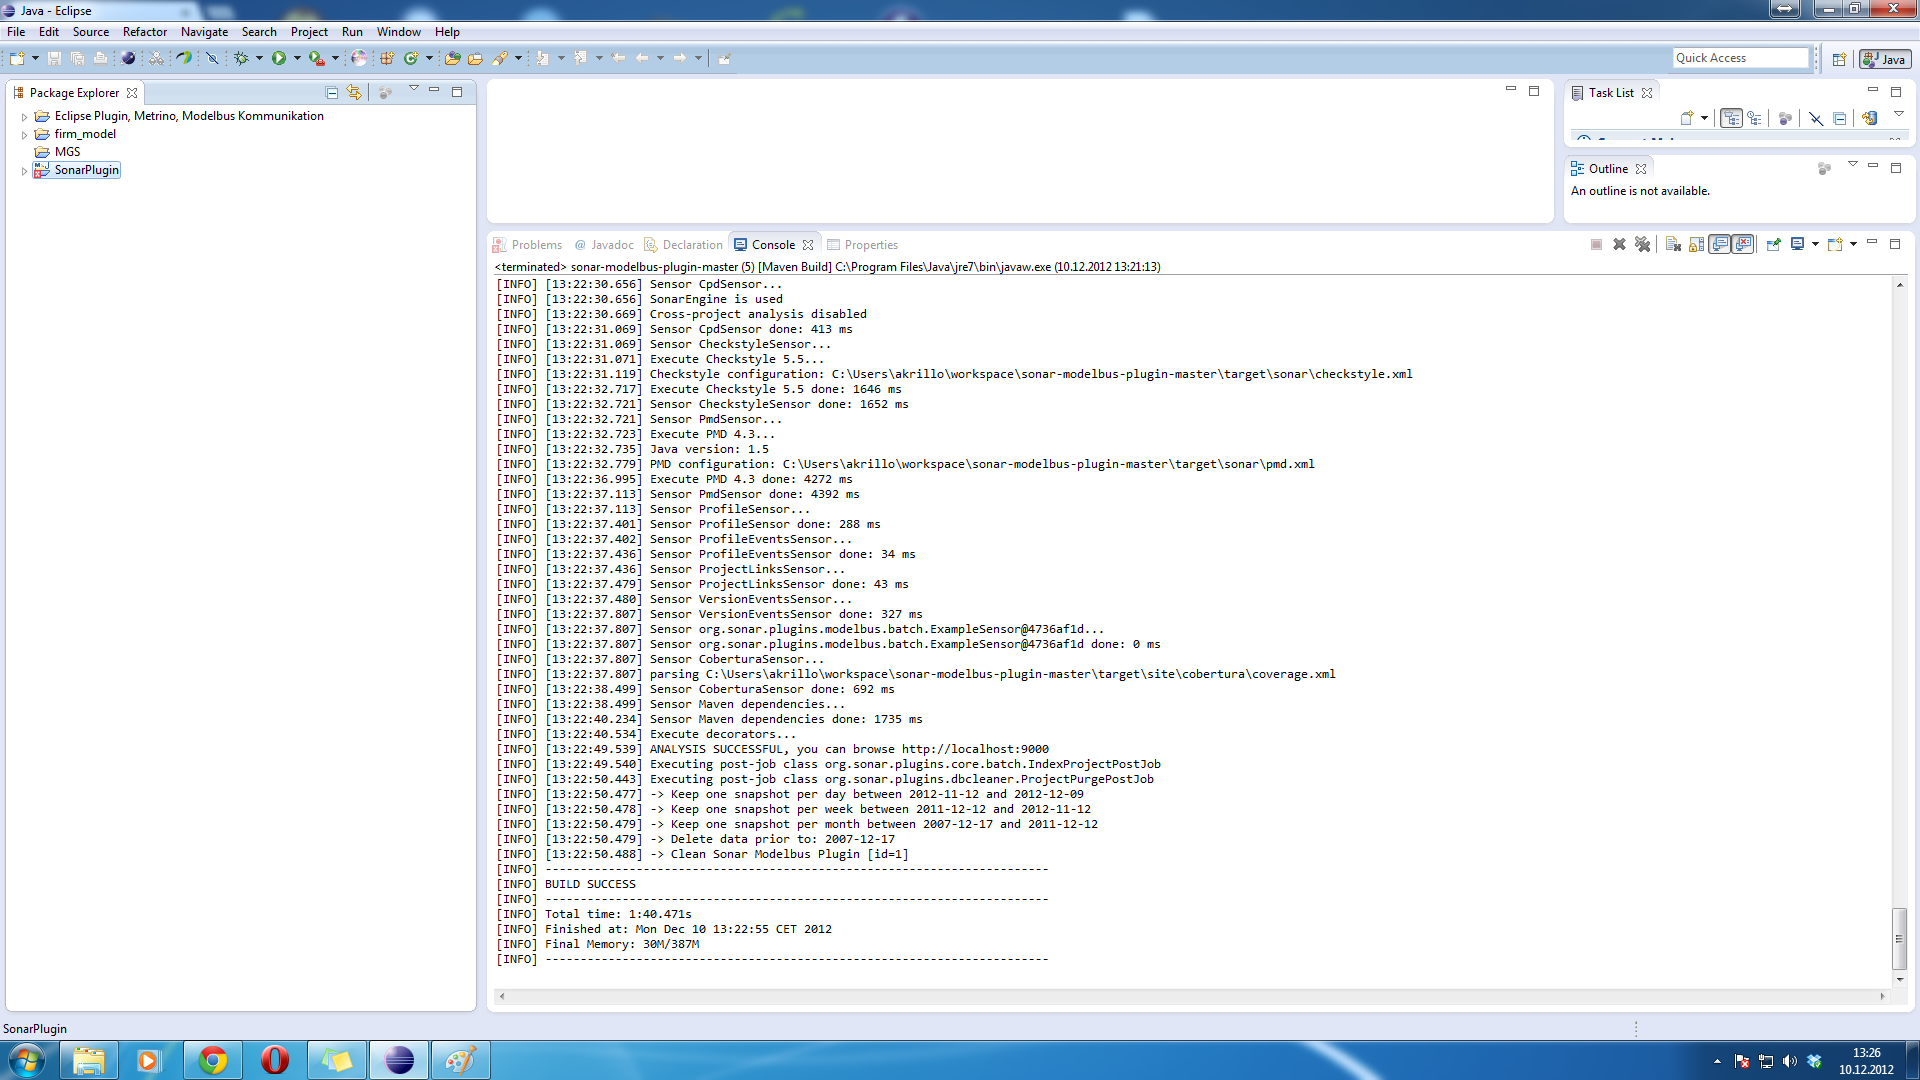 Java - Eclipse
File Edit Source Refactor Navigate Search Project Run Window Help
Quick Access
Java
Package Explorer
Eclipse Plugin, Metrino, Modelbus Kommunikation
firm_model
MGS
SonarPlugin
Task List
Outline
An outline is not available.
Problems @ Javadoc Declaration Console Properties
<terminated> sonar-modelbus-plugin-master (5) [Maven Build] C:\Program Files\Java\jre7\bin\javaw.exe (10.12.2012 13:21:13)
[INFO] [13:22:30.656] Sensor CpdSensor...
[INFO] [13:22:30.656] SonarEngine is used
[INFO] [13:22:30.669] Cross-project analysis disabled
[INFO] [13:22:31.069] Sensor CpdSensor done: 413 ms
[INFO] [13:22:31.069] Sensor CheckstyleSensor...
[INFO] [13:22:31.071] Execute Checkstyle 5.5...
[INFO] [13:22:31.119] Checkstyle configuration: C:\Users\akrillo\workspace\sonar-modelbus-plugin-master\target\sonar\checkstyle.xml
[INFO] [13:22:32.717] Execute Checkstyle 5.5 done: 1646 ms
[INFO] [13:22:32.721] Sensor CheckstyleSensor done: 1652 ms
[INFO] [13:22:32.721] Sensor PmdSensor...
[INFO] [13:22:32.723] Execute PMD 4.3...
[INFO] [13:22:32.735] Java version: 1.5
[INFO] [13:22:32.779] PMD configuration: C:\Users\akrillo\workspace\sonar-modelbus-plugin-master\target\sonar\pmd.xml
[INFO] [13:22:36.995] Execute PMD 4.3 done: 4272 ms
[INFO] [13:22:37.113] Sensor PmdSensor done: 4392 ms
[INFO] [13:22:37.113] Sensor ProfileSensor...
[INFO] [13:22:37.401] Sensor ProfileSensor done: 288 ms
[INFO] [13:22:37.402] Sensor ProfileEventsSensor...
[INFO] [13:22:37.436] Sensor ProfileEventsSensor done: 34 ms
[INFO] [13:22:37.436] Sensor ProjectLinksSensor...
[INFO] [13:22:37.479] Sensor ProjectLinksSensor done: 43 ms
[INFO] [13:22:37.480] Sensor VersionEventsSensor...
[INFO] [13:22:37.807] Sensor VersionEventsSensor done: 327 ms
[INFO] [13:22:37.807] Sensor org.sonar.plugins.modelbus.batch.ExampleSensor@4736af1d...
[INFO] [13:22:37.807] Sensor org.sonar.plugins.modelbus.batch.ExampleSensor@4736af1d done: 0 ms
[INFO] [13:22:37.807] Sensor CoberturaSensor...
[INFO] [13:22:37.807] parsing C:\Users\akrillo\workspace\sonar-modelbus-plugin-master\target\site\cobertura\coverage.xml
[INFO] [13:22:38.499] Sensor CoberturaSensor done: 692 ms
[INFO] [13:22:38.499] Sensor Maven dependencies...
[INFO] [13:22:40.234] Sensor Maven dependencies done: 1735 ms
[INFO] [13:22:40.534] Execute decorators...
[INFO] [13:22:49.539] ANALYSIS SUCCESSFUL, you can browse http://localhost:9000
[INFO] [13:22:49.540] Executing post-job class org.sonar.plugins.core.batch.IndexProjectPostJob
[INFO] [13:22:50.443] Executing post-job class org.sonar.plugins.dbcleaner.ProjectPurgePostJob
[INFO] [13:22:50.477] -> Keep one snapshot per day between 2012-11-12 and 2012-12-09
[INFO] [13:22:50.478] -> Keep one snapshot per week between 2011-12-12 and 2012-11-12
[INFO] [13:22:50.479] -> Keep one snapshot per month between 2007-12-17 and 2011-12-12
[INFO] [13:22:50.479] -> Delete data prior to: 2007-12-17
[INFO] [13:22:50.488] -> Clean Sonar Modelbus Plugin [id=1]
[INFO] ------------------------------------------------------------------------
[INFO] BUILD SUCCESS
[INFO] ------------------------------------------------------------------------
[INFO] Total time: 1:40.471s
[INFO] Finished at: Mon Dec 10 13:22:55 CET 2012
[INFO] Final Memory: 30M/387M
[INFO] ------------------------------------------------------------------------
SonarPlugin
13:26
10.12.2012